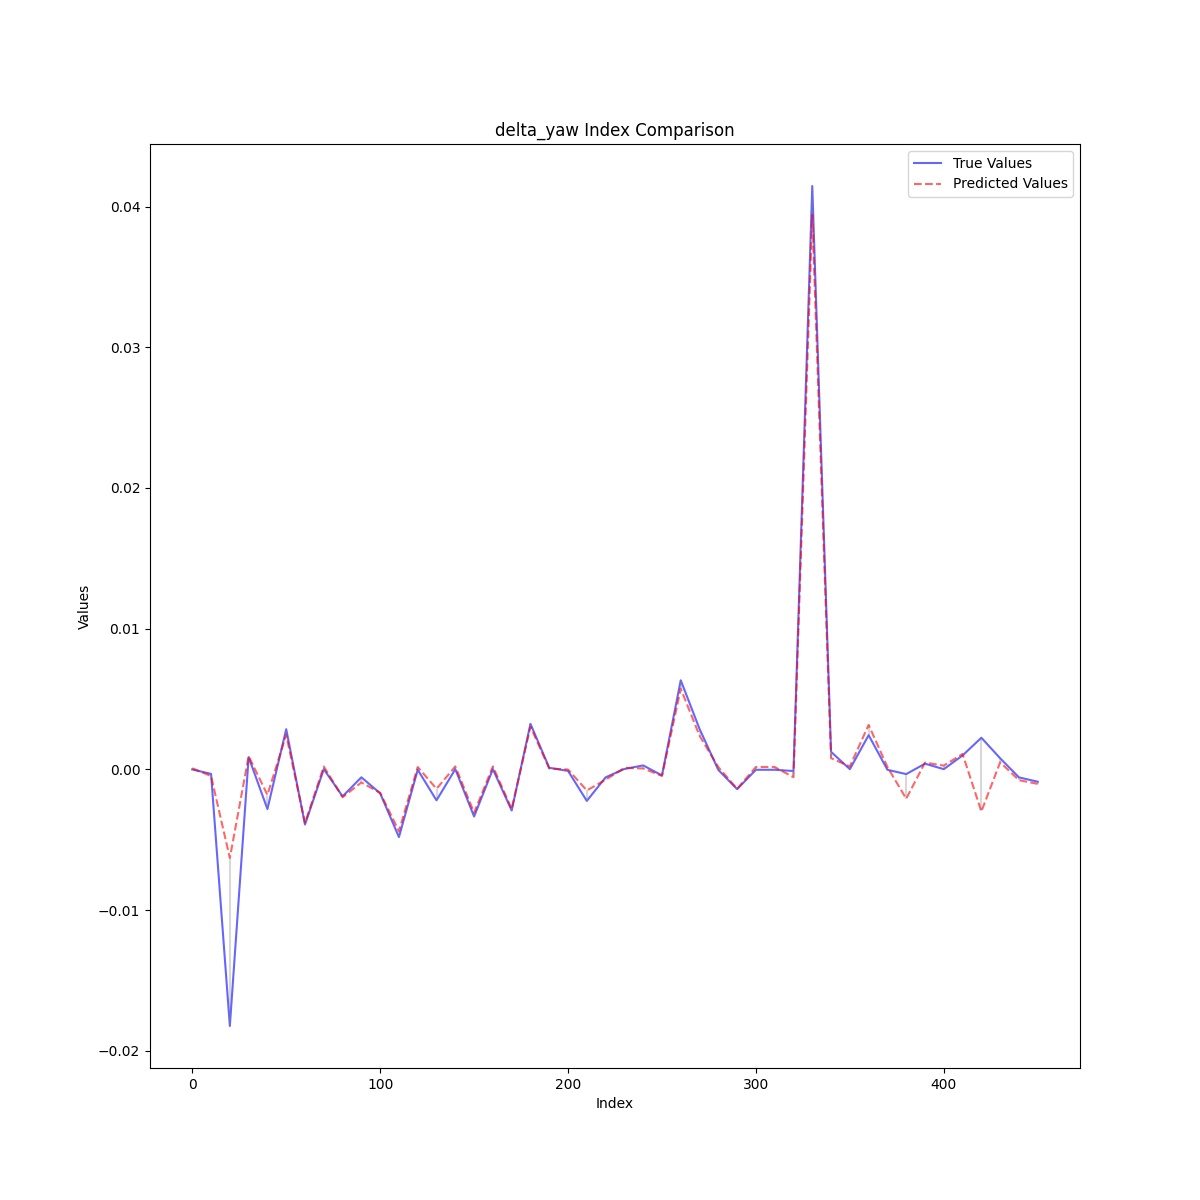 delta_yaw Index Comparison
True Values
Predicted Values
0.04
0.03
0.02
0.01
0.00
−0.01
−0.02
Values
0
100
200
300
400
Index